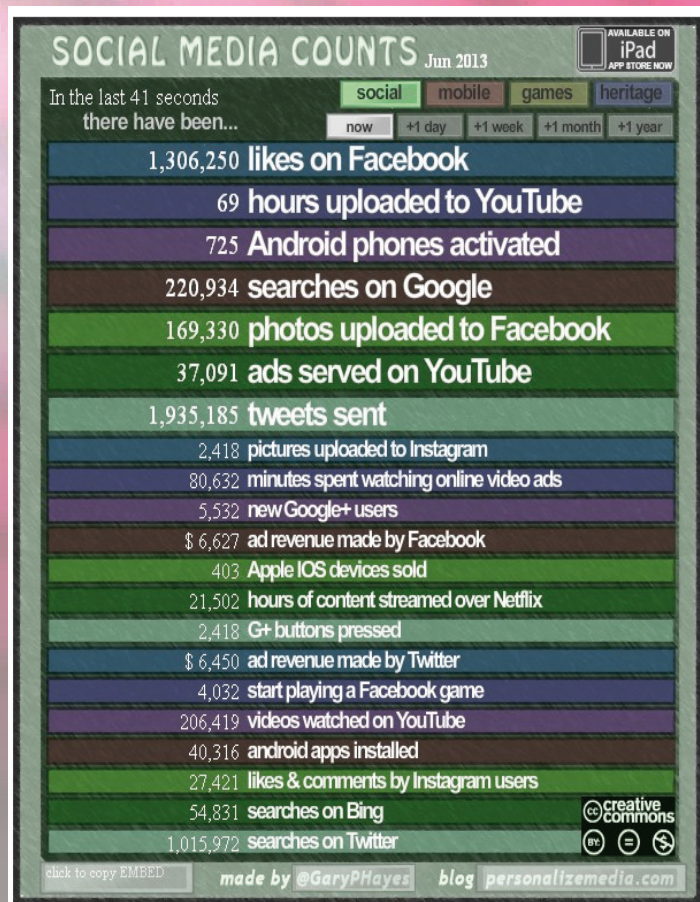 SOCIAL MEDIA COUNTS Jun 2013
AVAILABLE ON
iPad
APP STORE NOW
In the last 41 seconds
there have been...
social mobile games heritage
now +1 day +1 week +1 month +1 year
1,306,250 likes on Facebook
69 hours uploaded to YouTube
725 Android phones activated
220,934 searches on Google
169,330 photos uploaded to Facebook
37,091 ads served on YouTube
1,935,185 tweets sent
2,418 pictures uploaded to Instagram
80,632 minutes spent watching online video ads
5,532 new Google+ users
$ 6,627 ad revenue made by Facebook
403 Apple IOS devices sold
21,502 hours of content streamed over Netflix
2,418 G+ buttons pressed
$ 6,450 ad revenue made by Twitter
4,032 start playing a Facebook game
206,419 videos watched on YouTube
40,316 android apps installed
27,421 likes & comments by Instagram users
54,831 searches on Bing
1,015,972 searches on Twitter
cc creative
commons
BY: = $
click to copy EMBED made by @GaryPHayes blog personalizemedia.com